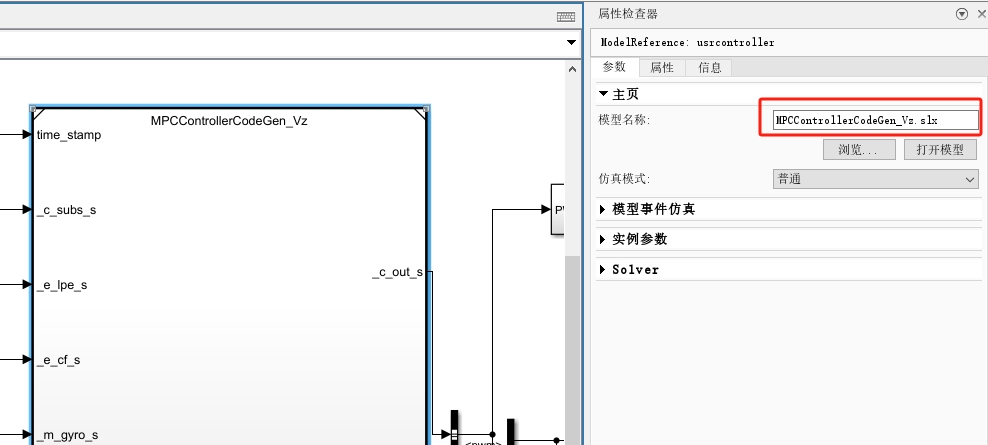 属性检查器
ModelReference: usrcontroller
参数 属性 信息
主页
模型名称:
MPCControllerCodeGen_Vz.slx
浏览...
打开模型
仿真模式:
普通
模型事件仿真
实例参数
Solver
MPCControllerCodeGen_Vz
time_stamp
_c_subs_s
_e_lpe_s
_e_cf_s
_m_gyro_s
_c_out_s